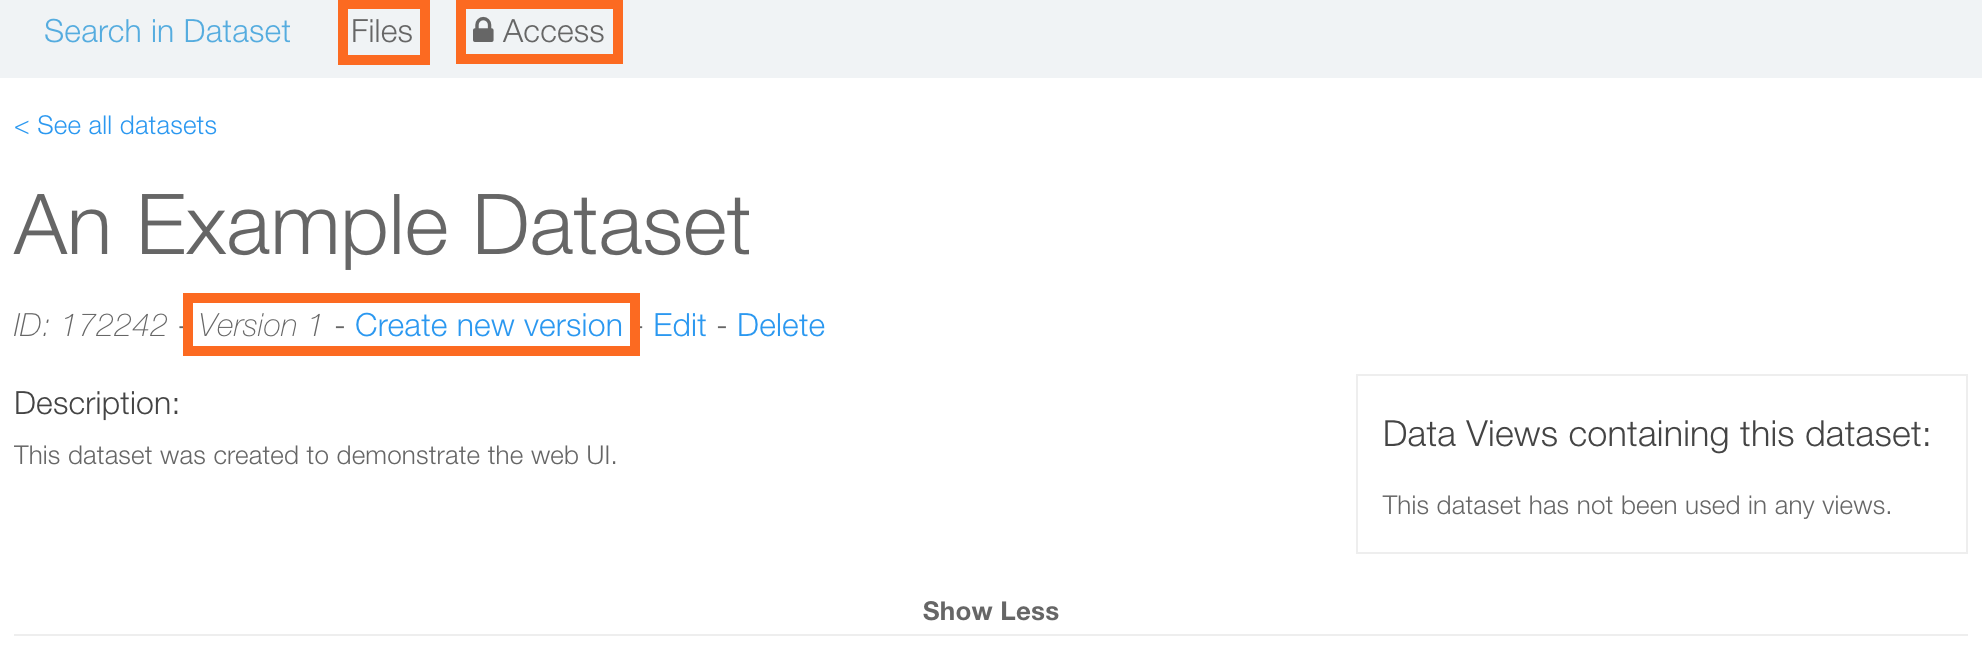 Search in Dataset Files Access
< See all datasets
An Example Dataset
ID: 172242 - Version 1 - Create new version - Edit - Delete
Description:
This dataset was created to demonstrate the web UI.
Data Views containing this dataset:
This dataset has not been used in any views.
Show Less